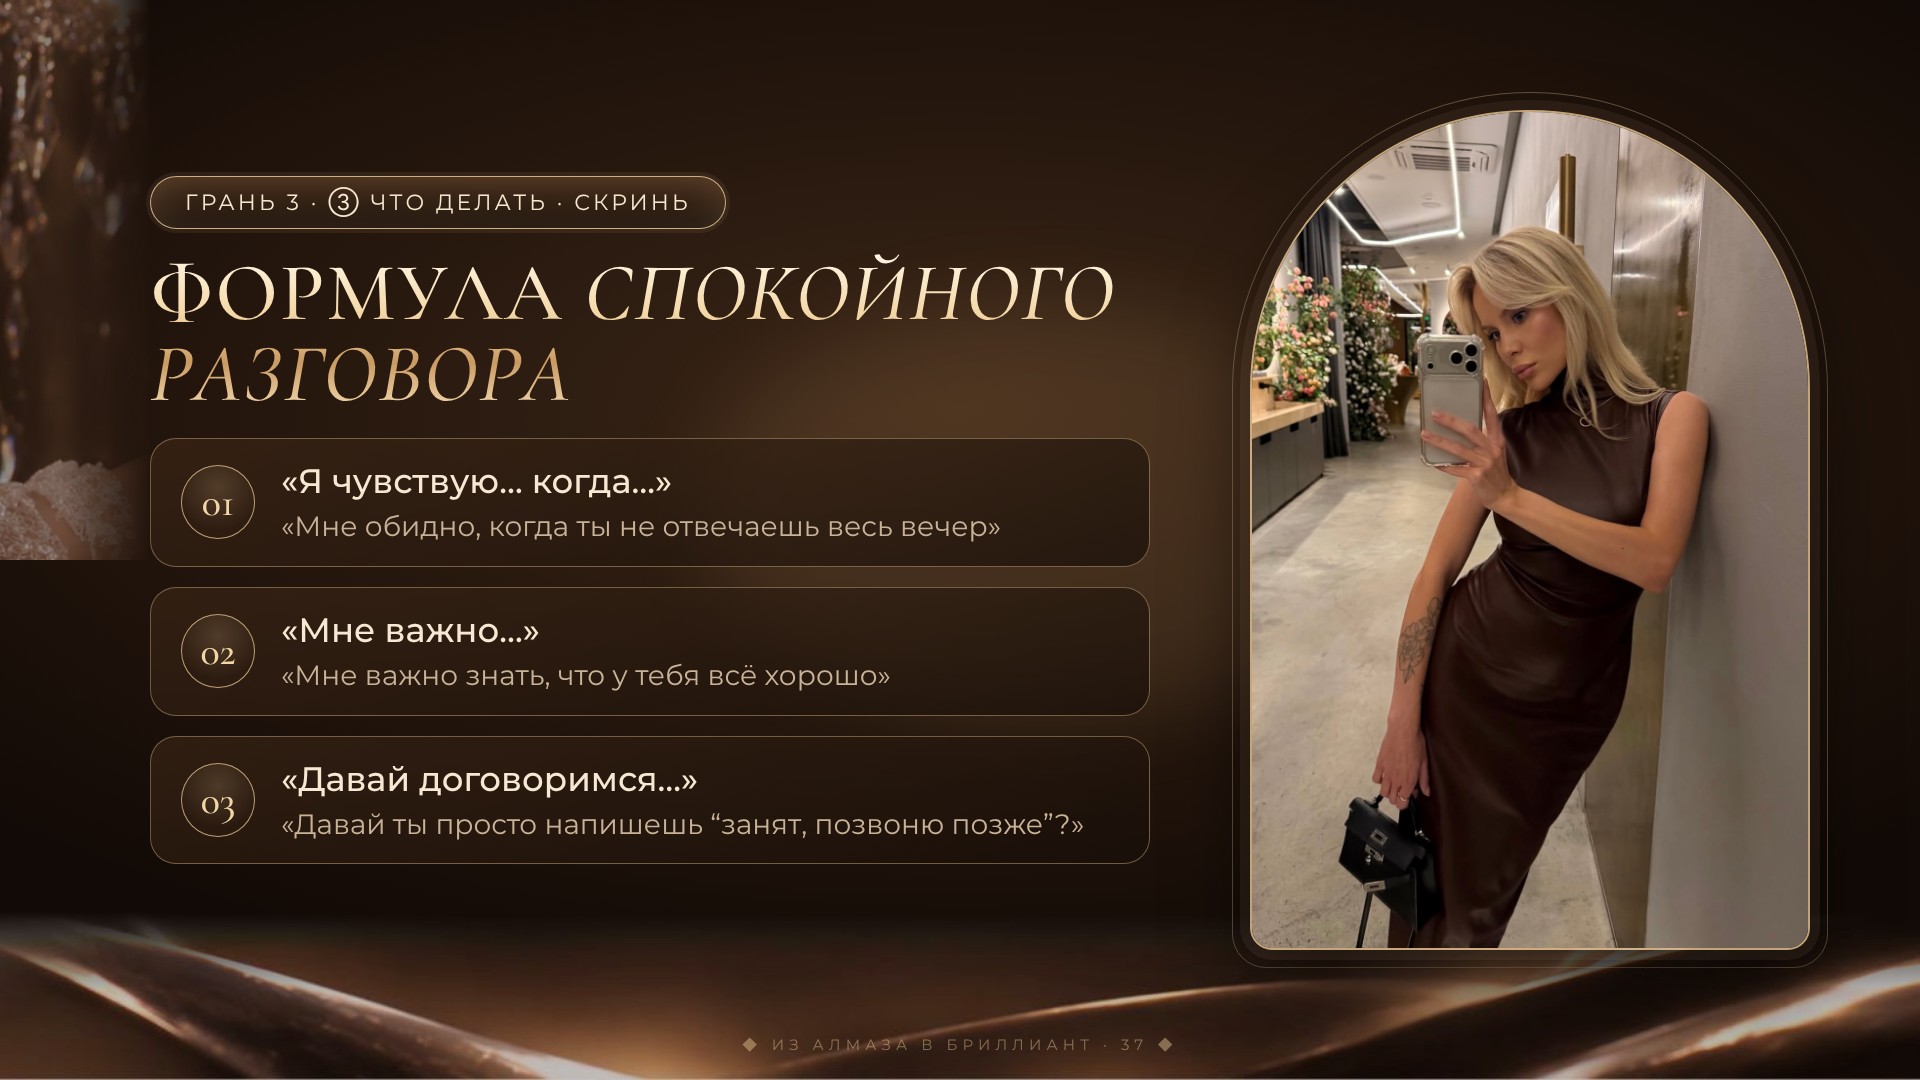 ГРАНЬ 3 · ③ ЧТО ДЕЛАТЬ · СКРИНЬ
ФОРМУЛА СПОКОЙНОГО
РАЗГОВОРА
01
«Я чувствую... когда...»
«Мне обидно, когда ты не отвечаешь весь вечер»
02
«Мне важно...»
«Мне важно знать, что у тебя всё хорошо»
03
«Давай договоримся...»
«Давай ты просто напишешь “занят, позвоню позже”?»
◆ ИЗ АЛМАЗА В БРИЛЛИАНТ · 37 ◆